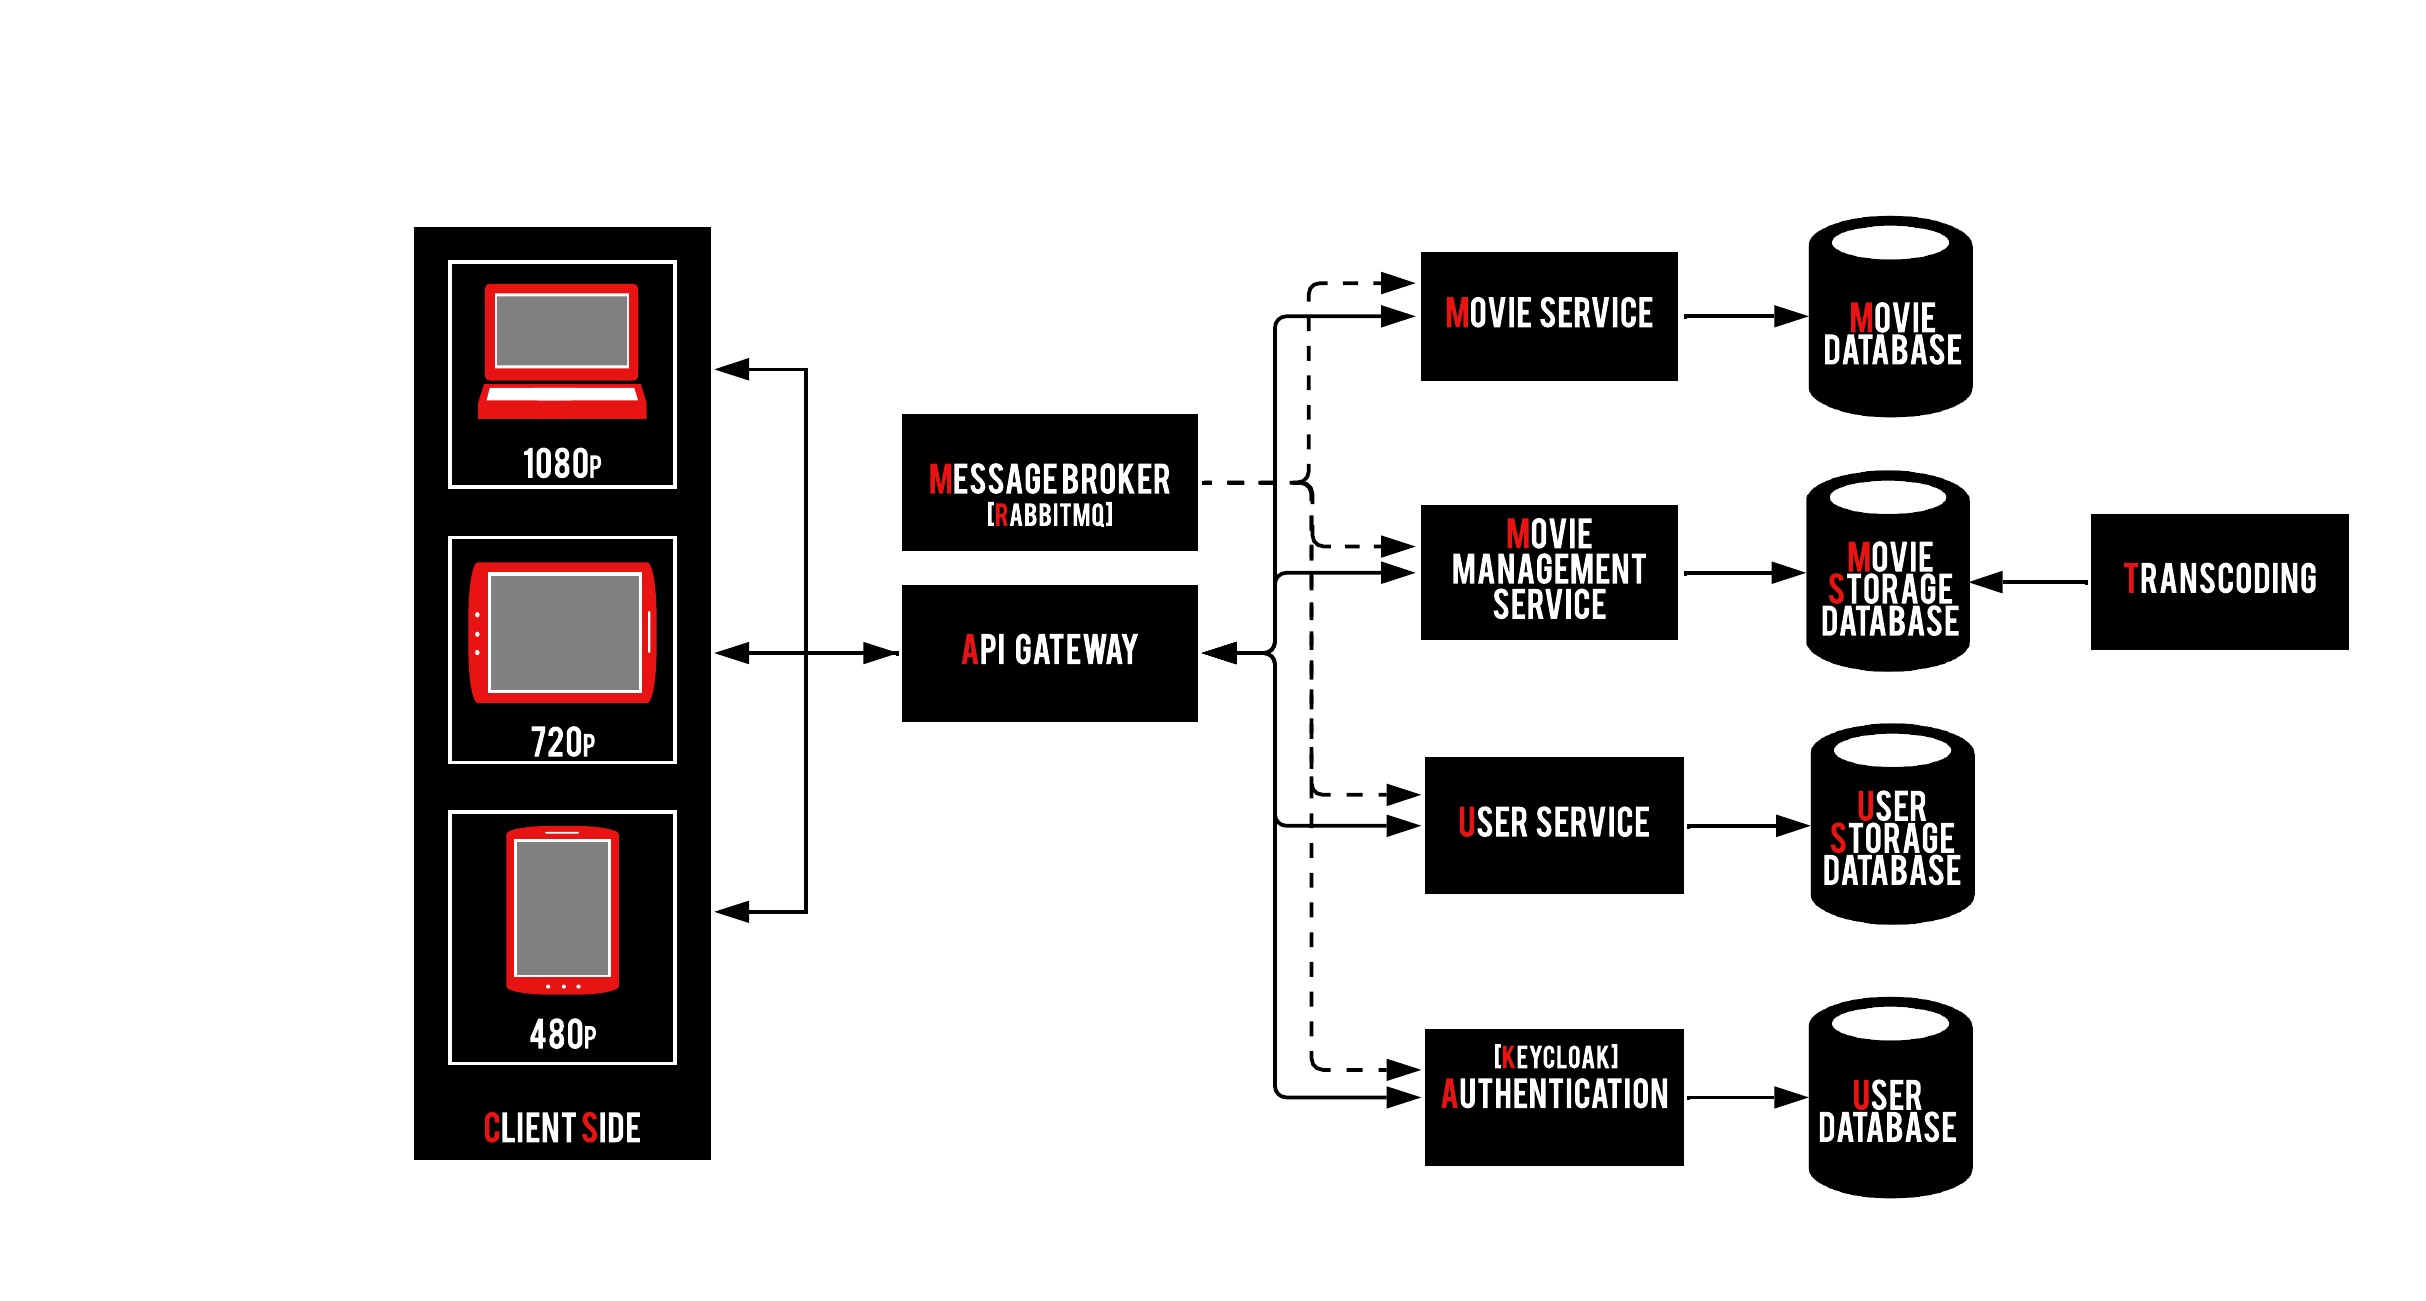 1080P
720P
480P
CLIENT SIDE
MESSAGE BROKER
[RABBITMQ]
API GATEWAY
MOVIE SERVICE
MOVIE
MANAGEMENT
SERVICE
USER SERVICE
[KEYCLOAK]
AUTHENTICATION
MOVIE
DATABASE
MOVIE
STORAGE
DATABASE
USER
STORAGE
DATABASE
USER
DATABASE
TRANSCODING